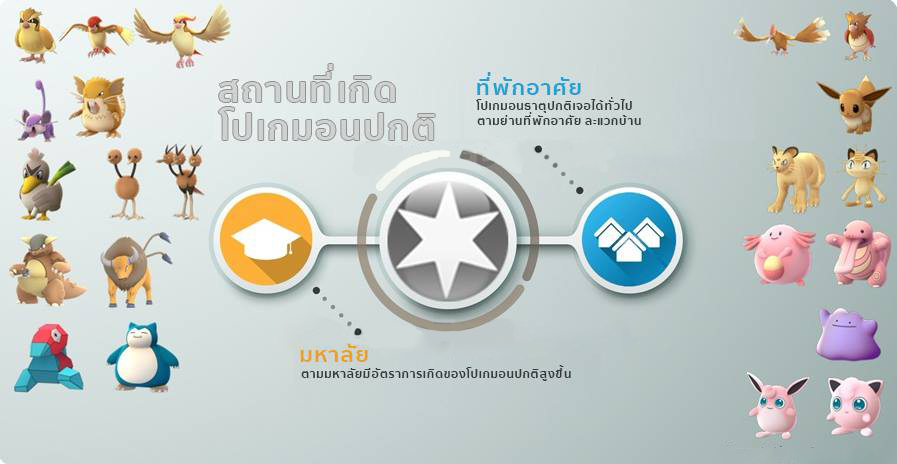 สถานที่เกิด
โปเกมอนปกติ
ที่พักอาศัย
โปเกมอนธาตุปกติเจอได้ทั่วไป
ตามย่านที่พักอาศัย ละแวกบ้าน
มหาลัย
ตามมหาลัยมีอัตราการเกิดของโปเกมอนปกติสูงขึ้น